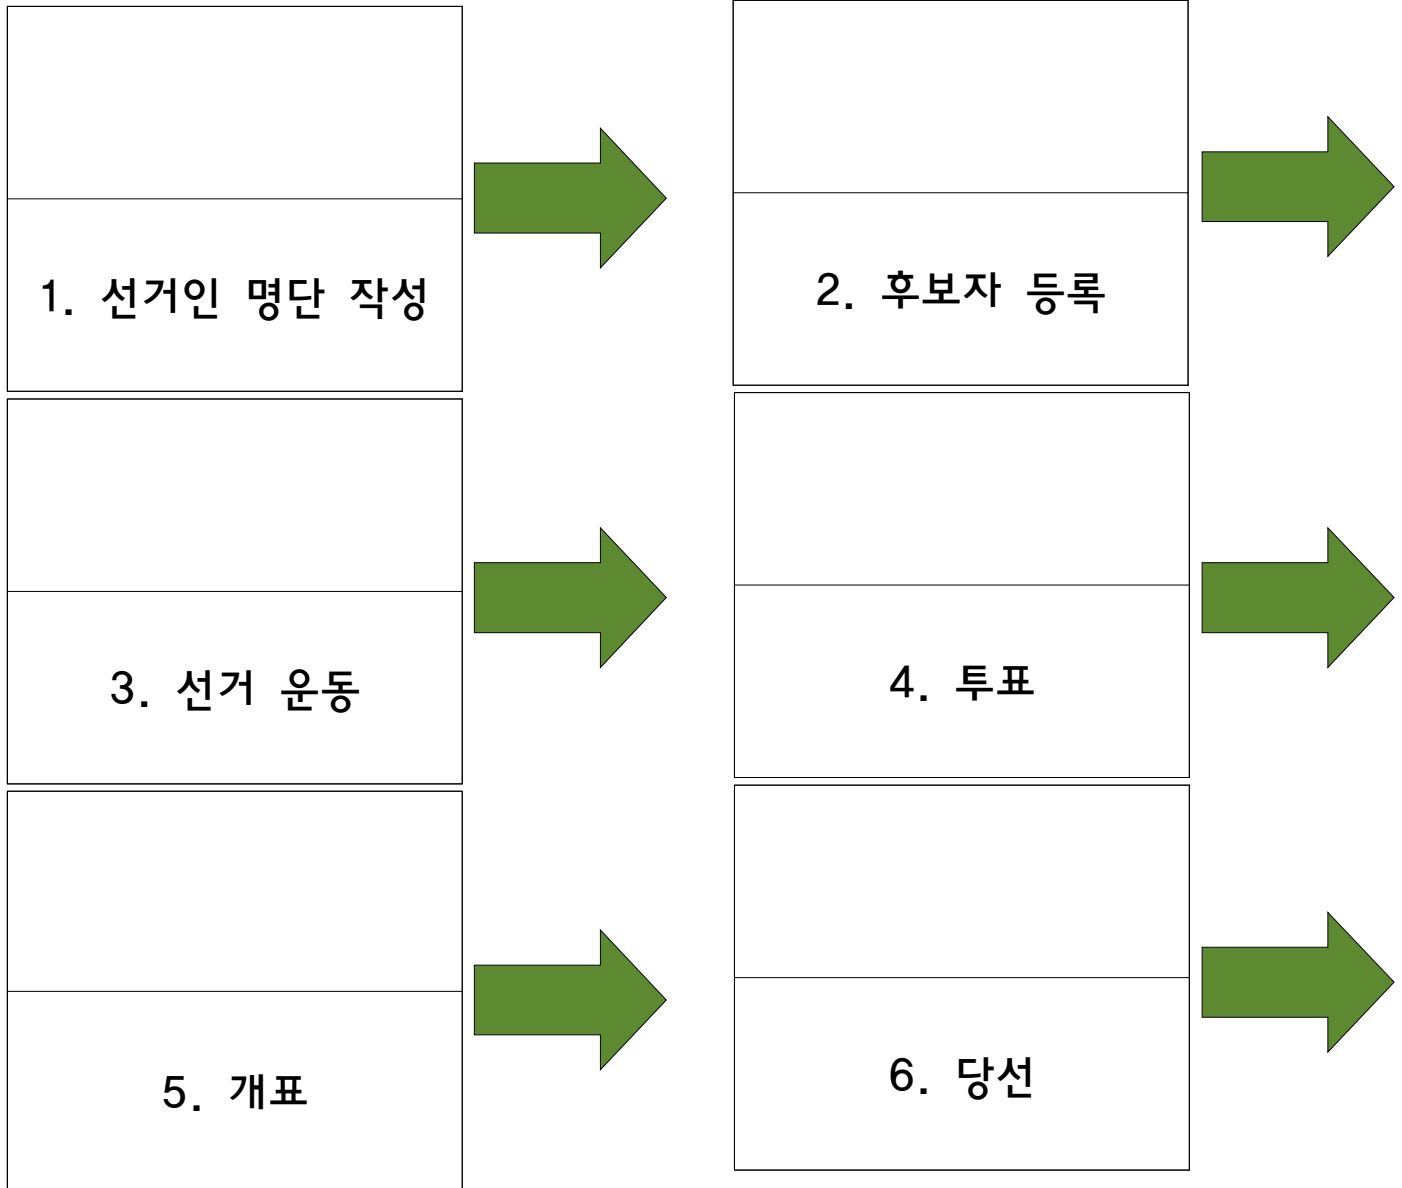 1. 선거인 명단 작성
2. 후보자 등록
3. 선거 운동
4. 투표
5. 개표
6. 당선